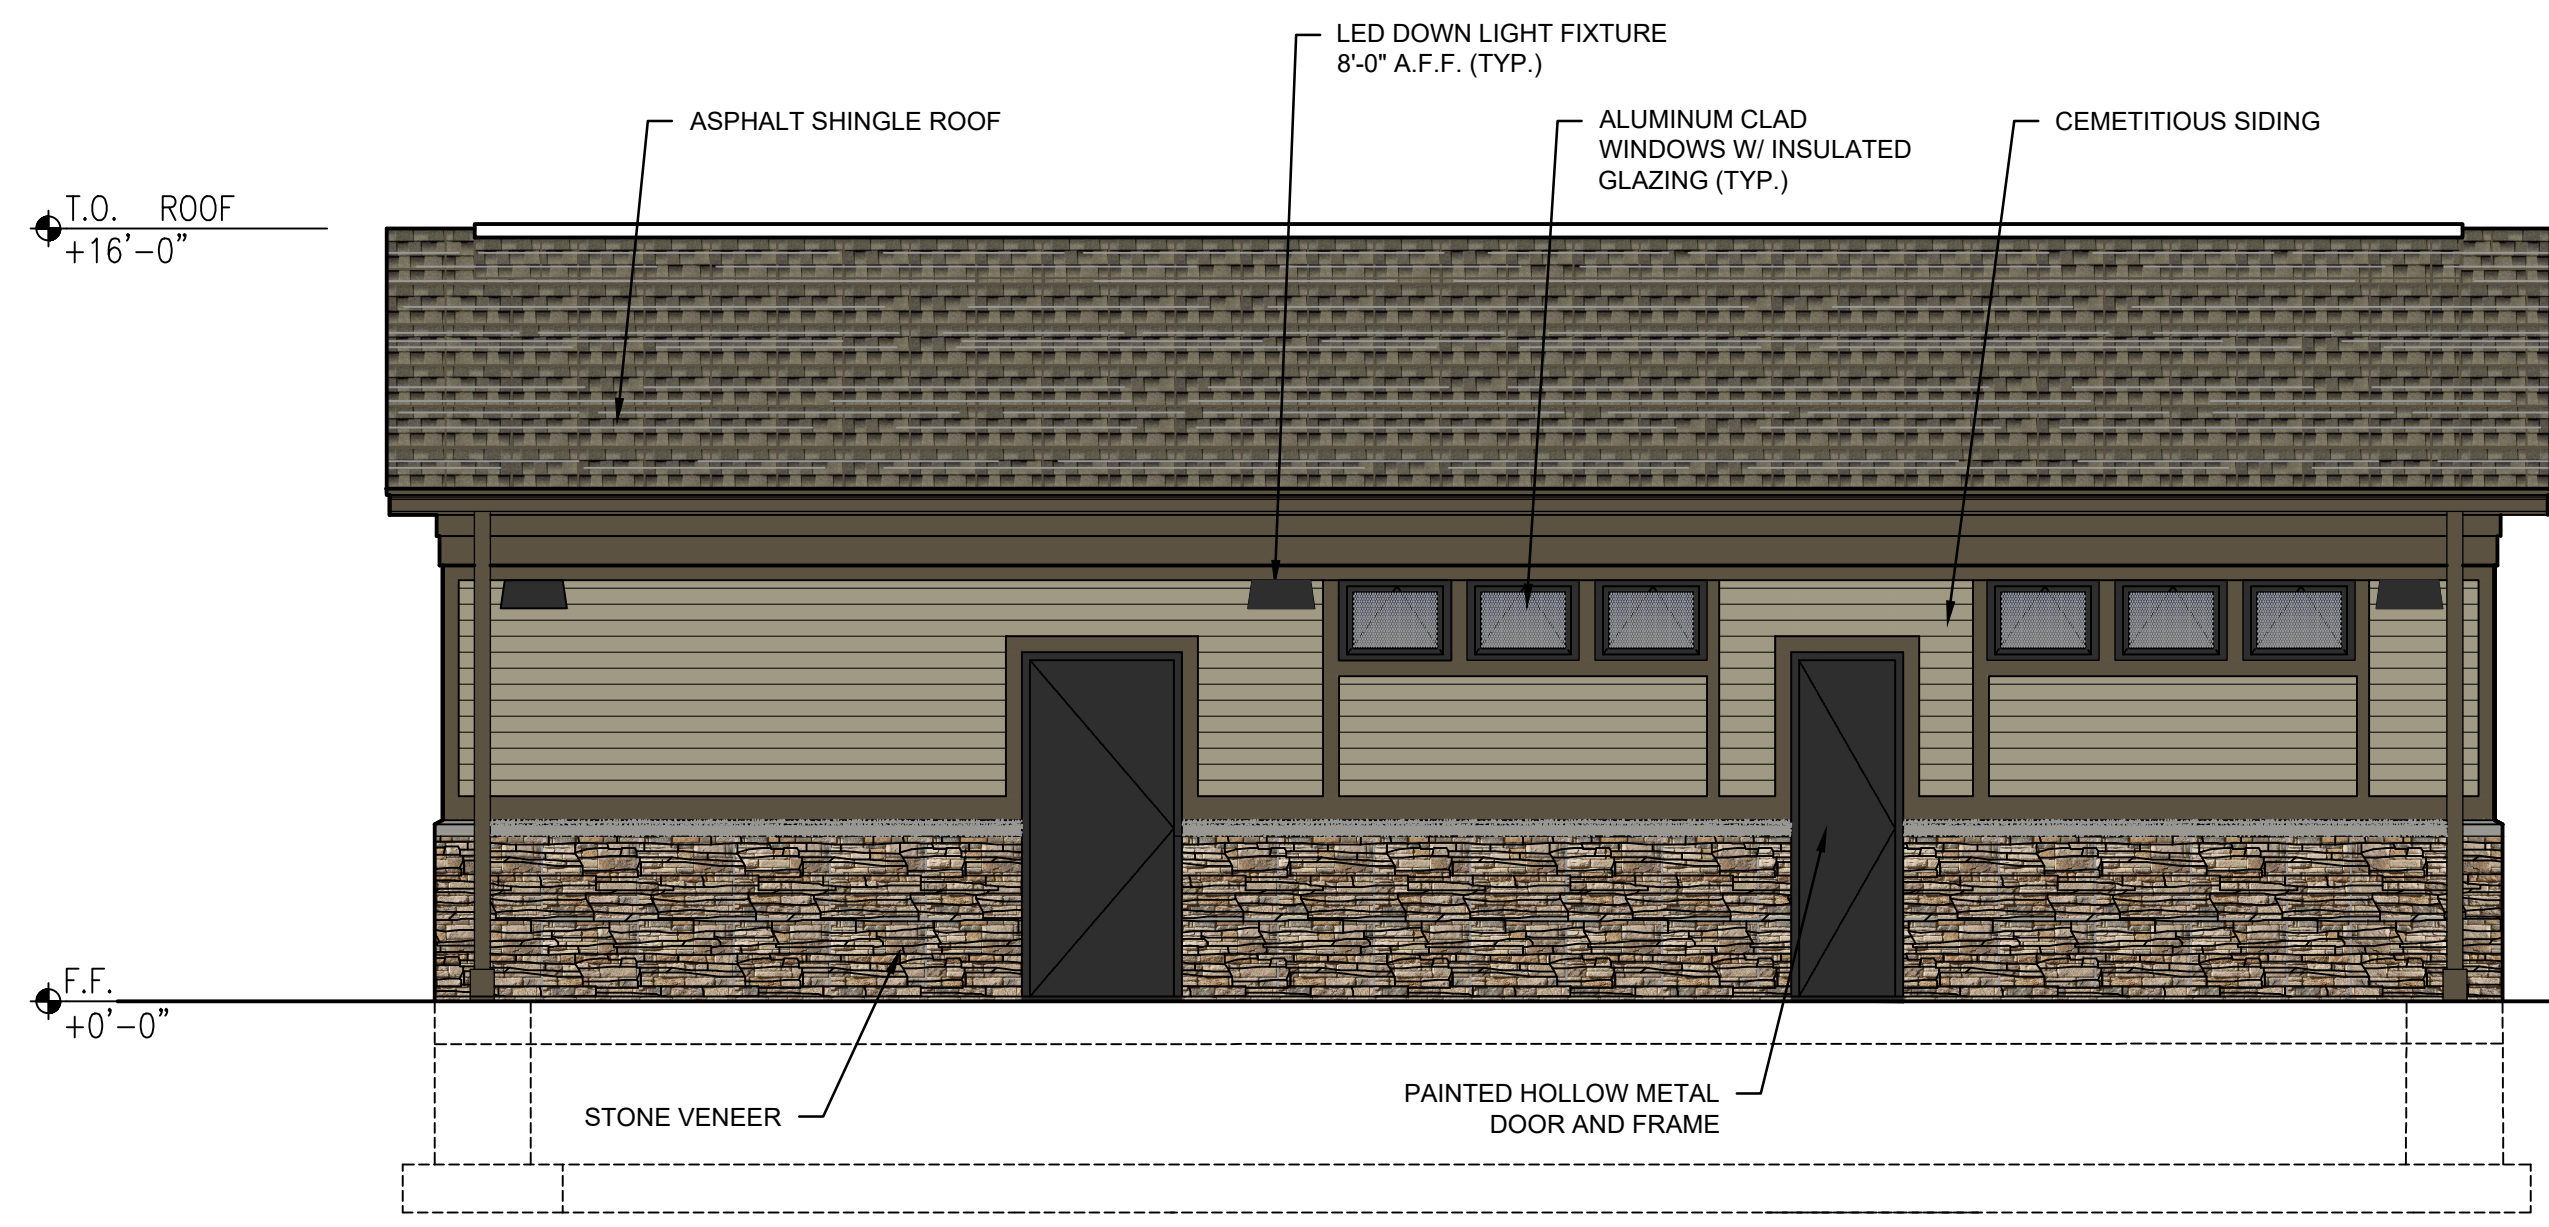 LED DOWN LIGHT FIXTURE
8'-0" A.F.F. (TYP.)
ASPHALT SHINGLE ROOF
ALUMINUM CLAD
WINDOWS W/ INSULATED
GLAZING (TYP.)
CEMETITIOUS SIDING
T.O. ROOF
+16'-0"
F.F.
+0'-0"
STONE VENEER
PAINTED HOLLOW METAL
DOOR AND FRAME